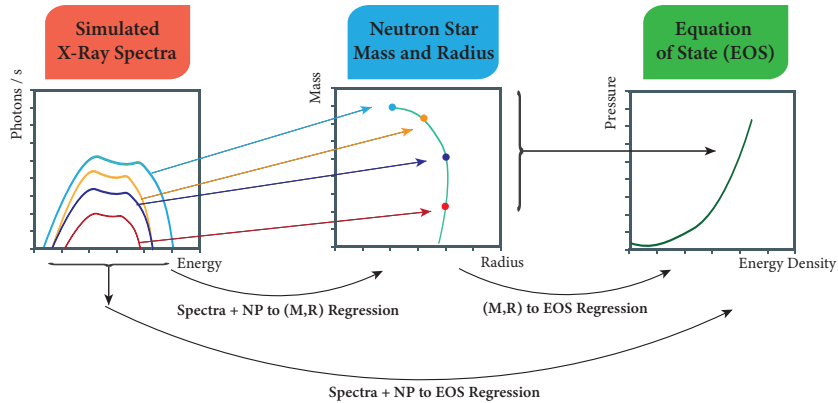 Simulated
X-Ray Spectra
Neutron Star
Mass and Radius
Equation
of State (EOS)
Photons / s
Mass
Pressure
Energy
Radius
Energy Density
Spectra + NP to (M,R) Regression
(M,R) to EOS Regression
Spectra + NP to EOS Regression